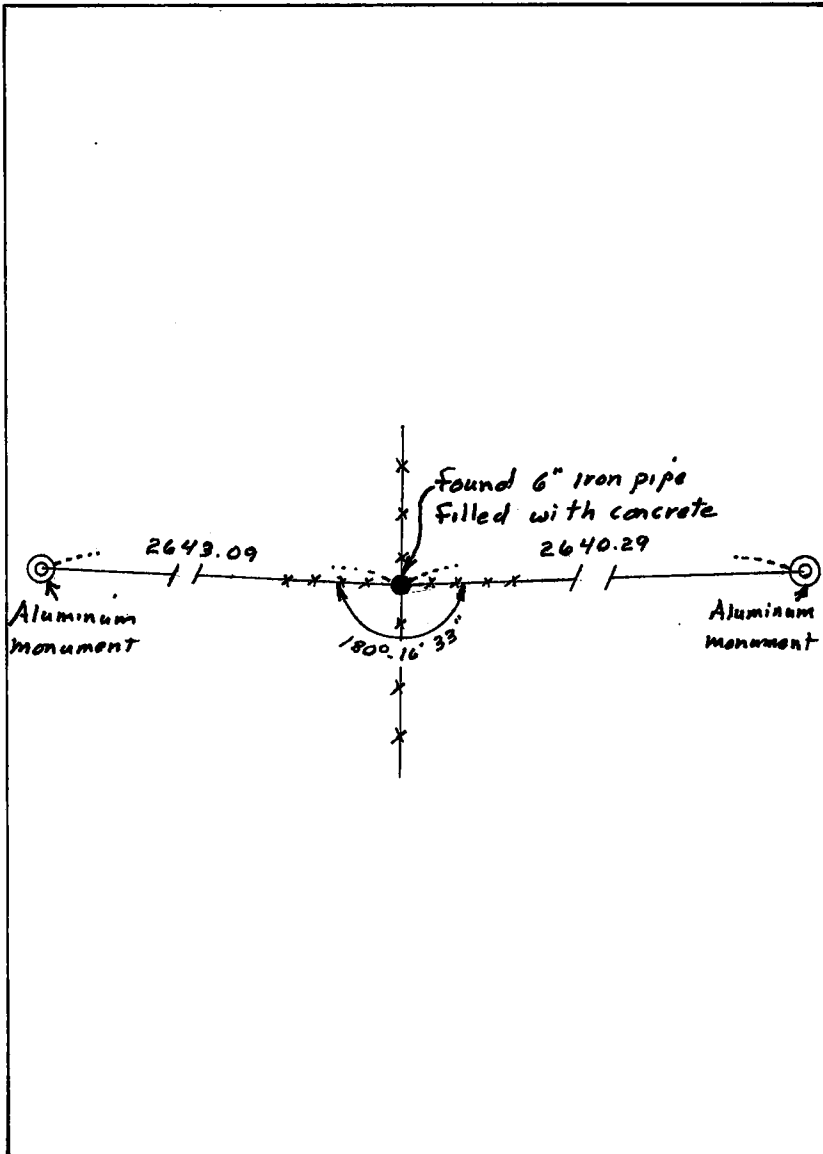 found 6" iron pipe
filled with concrete
2643.09
2640.29
Aluminum
monument
Aluminum
monument
180°-16' 33"